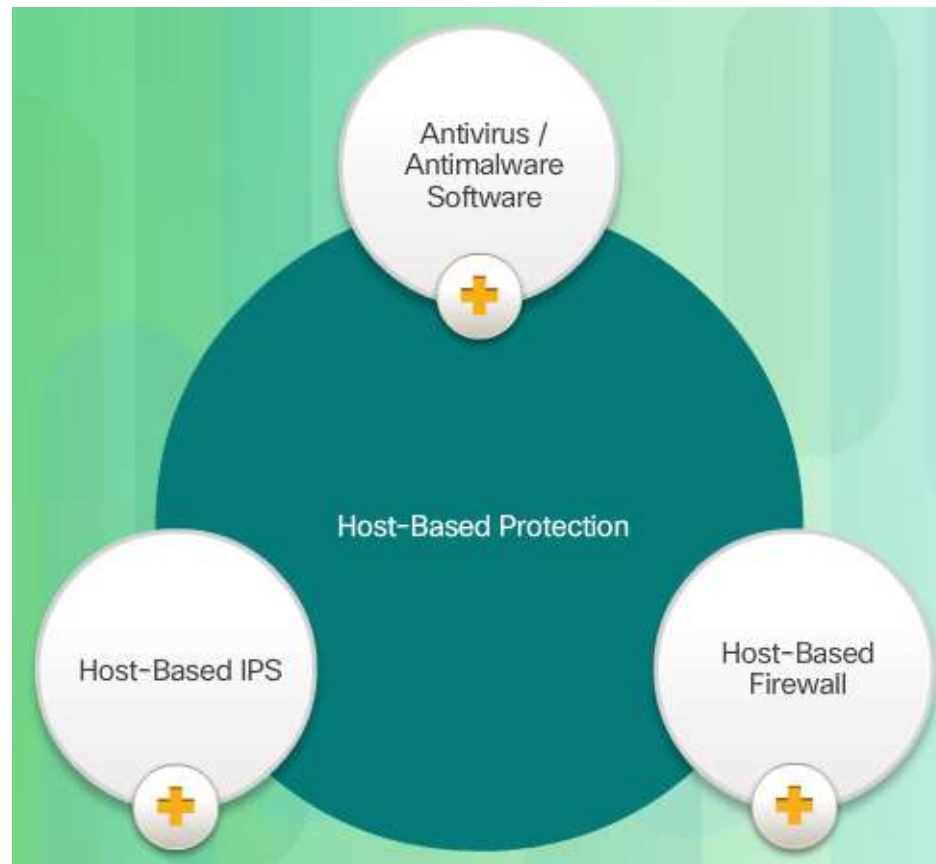 Antivirus /
Antimalware
Software
Host-Based Protection
Host-Based IPS
Host-Based
Firewall